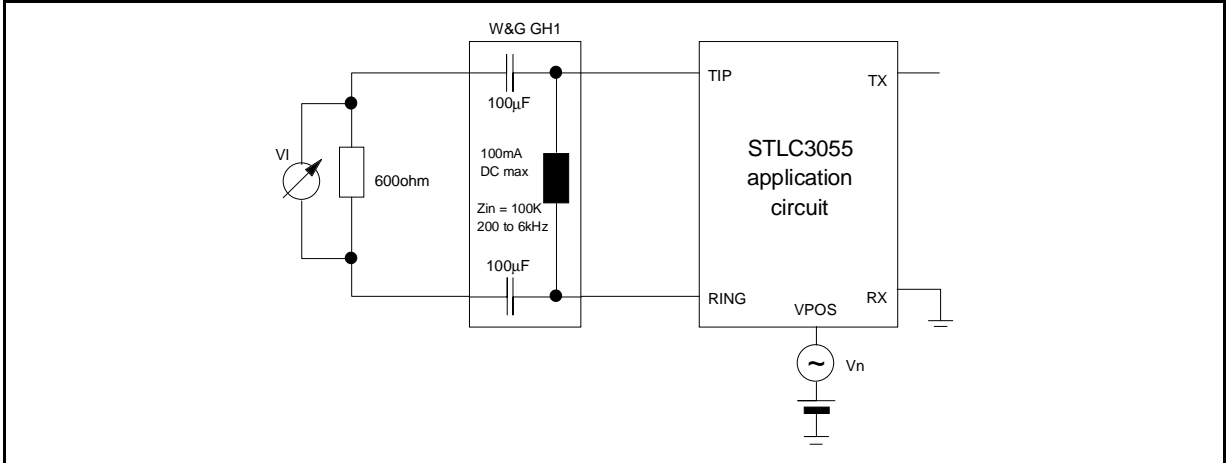 W&G GH1
100μF
VI
600ohm
100mA
DC max
Zin = 100K
200 to 6kHz
100μF
TIP
TX
STLC3055
application
circuit
RING
RX
VPOS
~
Vn